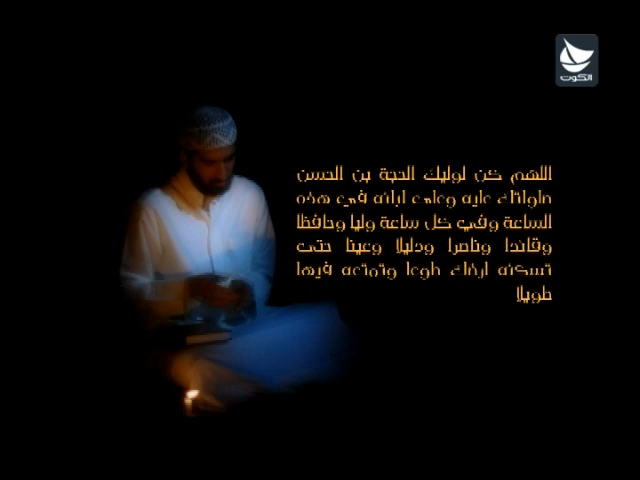 الكوت
اللهم كن لوليك الحجة بن الحسن
صلواتك عليه وعلى ابائه في هذه
الساعة وفي كل ساعة وليا وحافظا
وقائدا وناصرا ودليلا وعينا حتى
تسكنه ارضك طوعا وتمتعه فيها
طويلا